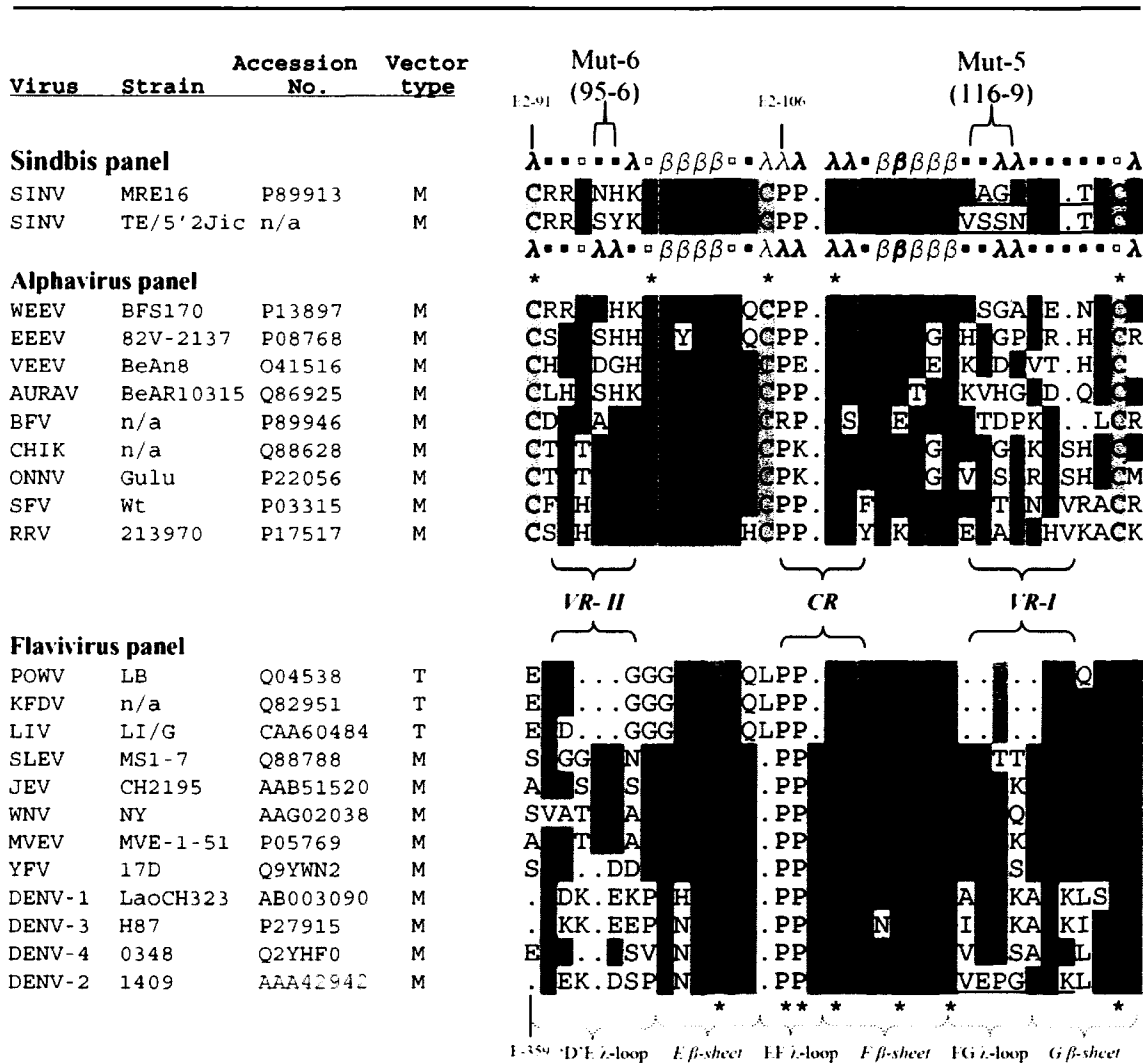 Accession Vector Mut-6 Mut-5
Virus Strain No. type (95-6) (116-9)
E2-91 E2-106
Sindbis panel
SINV MRE16 P89913 M CRR NHK CPP. AG .T C
SINV TE/5'2Jic n/a M CRR SYK CPP. VSSN .T C
Alphavirus panel * * * * *
WEEV BFS170 P13897 M CRR HK QCPP. SGA E.N C
EEEV 82V-2137 P08768 M CS SHH Y QCPP. G H GP R.H CR
VEEV BeAn8 O41516 M CH DGH CPE. E K D VT.H C
AURAV BeAR10315 Q86925 M CLH SHK CPP. T KVHG D.Q C
BFV n/a P89946 M CD A CRP. S E TDPK ..LCR
CHIK n/a Q88628 M CT T CPK. G G K SH C
ONNV Gulu P22056 M CT T CPK. G V S R SH CM
SFV Wt P03315 M CF H CPP. F T N VRACR
RRV 213970 P17517 M CS H HCPP. Y K E A HVKACK
VR- II CR VR-I
Flavivirus panel
POWV LB Q04538 T E ...GGG QLPP. .. .. Q
KFDV n/a Q82951 T E ...GGG QLPP. .. ..
LIV LI/G CAA60484 T E D...GGG QLPP. .. ..
SLEV MS1-7 Q88788 M S GG N .PP TT
JEV CH2195 AAB51520 M A S S .PP K
WNV NY AAG02038 M SVAT A .PP Q
MVEV MVE-1-51 P05769 M A T A .PP
YFV 17D Q9YWN2 M S ..DD .PP S
DENV-1 LaoCH323 AB003090 M . DK.EKP H .PP A KA KLS
DENV-3 H87 P27915 M . KK.EEP N .PP N I KA KI
DENV-4 0348 Q2YHF0 M E .. SV N .PP V SA L
DENV-2 1409 AAA42942 M . EK.DSP N .PP VEPG KL
* ** * * * *
E-359 E β-sheet EF λ-loop F β-sheet FG λ-loop G β-sheet